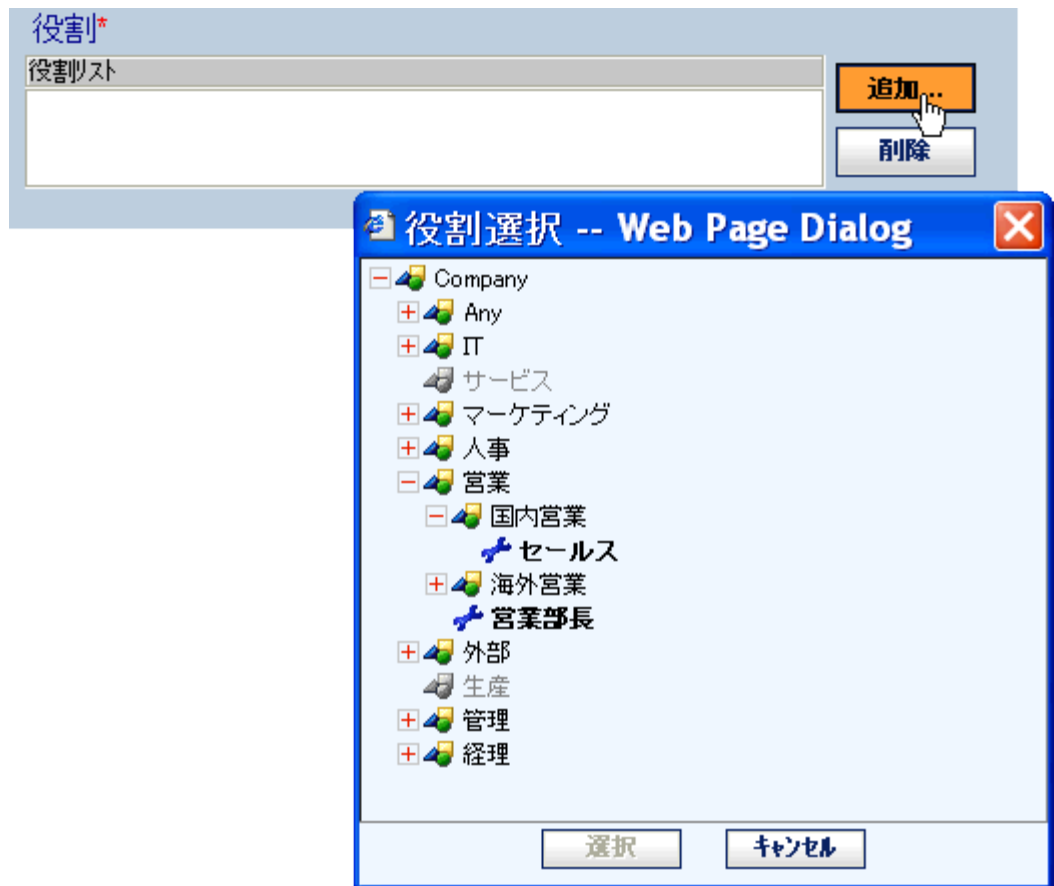 役割*
役割リスト
追加...
削除
役割選択 -- Web Page Dialog
Company
Any
IT
サービス
マーケティング
人事
営業
国内営業
セールス
海外営業
営業部長
外部
生産
管理
経理
選択
キャンセル